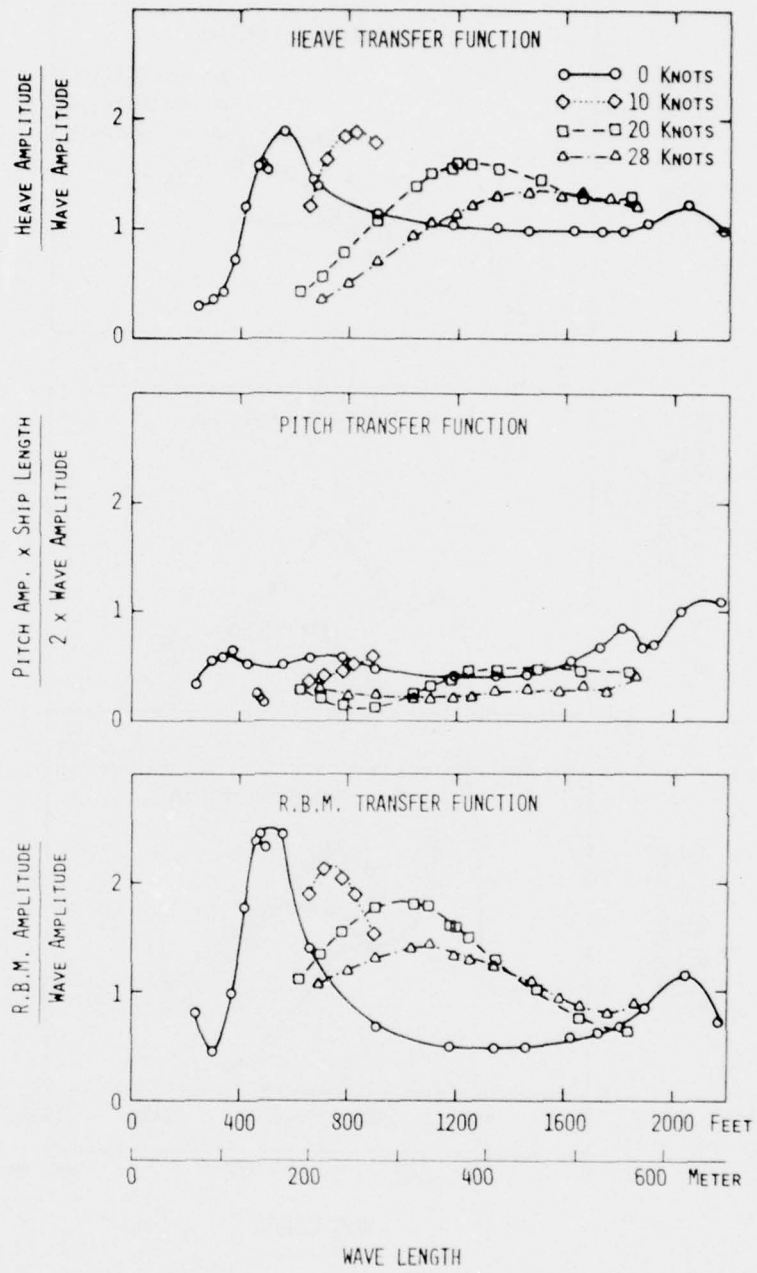 HEAVE TRANSFER FUNCTION
0 KNOTS
10 KNOTS
20 KNOTS
28 KNOTS
HEAVE AMPLITUDE
WAVE AMPLITUDE
2
1
0
PITCH TRANSFER FUNCTION
PITCH AMP. x SHIP LENGTH
2 x WAVE AMPLITUDE
2
1
0
R.B.M. TRANSFER FUNCTION
R.B.M. AMPLITUDE
WAVE AMPLITUDE
2
1
0
0 400 800 1200 1600 2000 FEET
0 200 400 600 METER
WAVE LENGTH